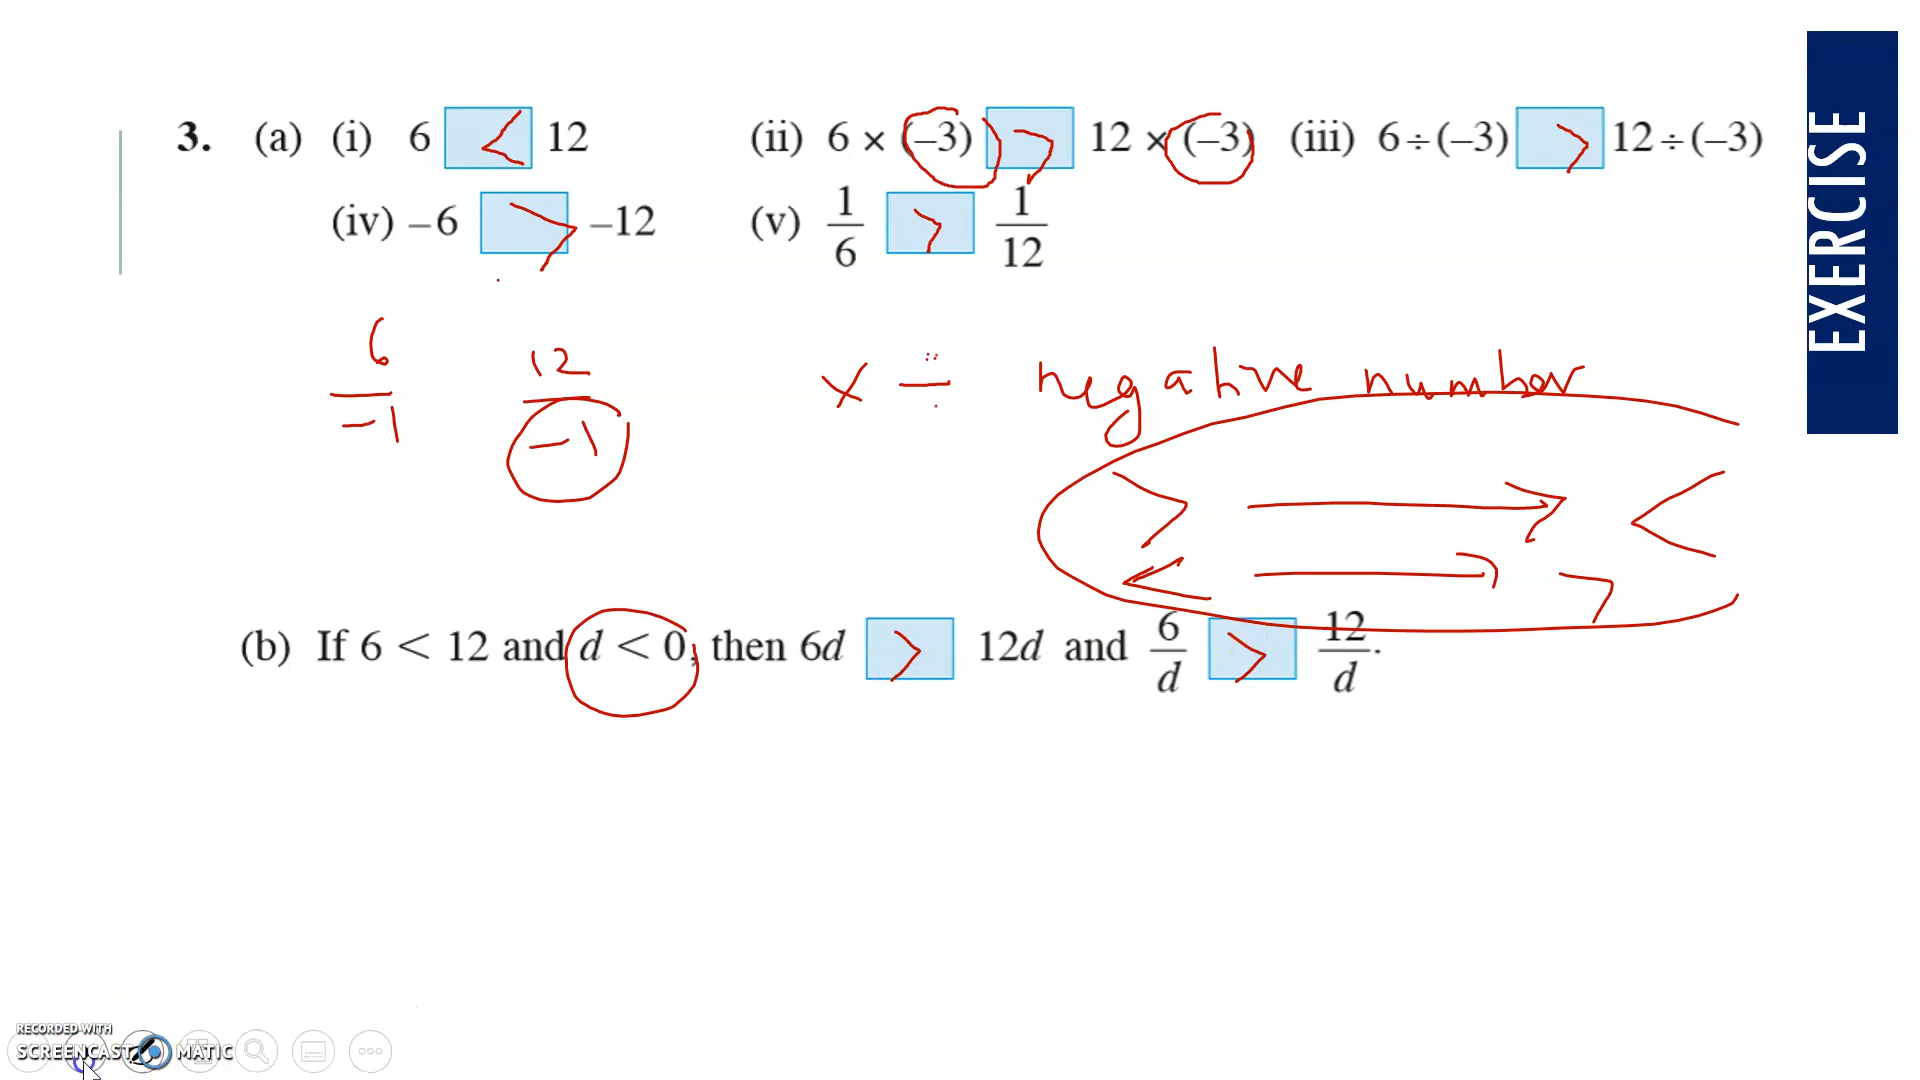 3. (a) (i) 6 < 12 (ii) 6 × (–3) > 12 × (–3) (iii) 6 ÷ (–3) > 12 ÷ (–3)
(iv) –6 > –12 (v) 1/6 > 1/12
6/–1 12/–1 × ÷ negative number
> → <
< → >
(b) If 6 < 12 and d < 0, then 6d > 12d and 6/d > 12/d.
EXERCISE
RECORDED WITH
SCREENCAST MATIC